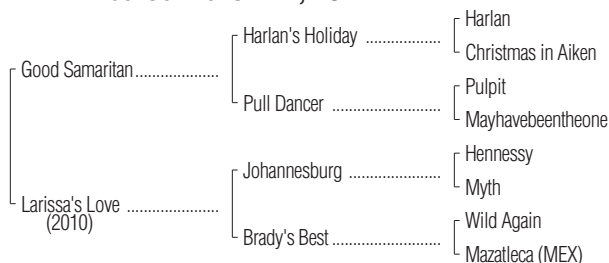 Harlan
Harlan's Holiday
Christmas in Aiken
Good Samaritan
Pulpit
Pull Dancer
Mayhavebeentheone
Hennessy
Johannesburg
Myth
Larissa's Love
(2010)
Wild Again
Brady's Best
Mazatleca (MEX)